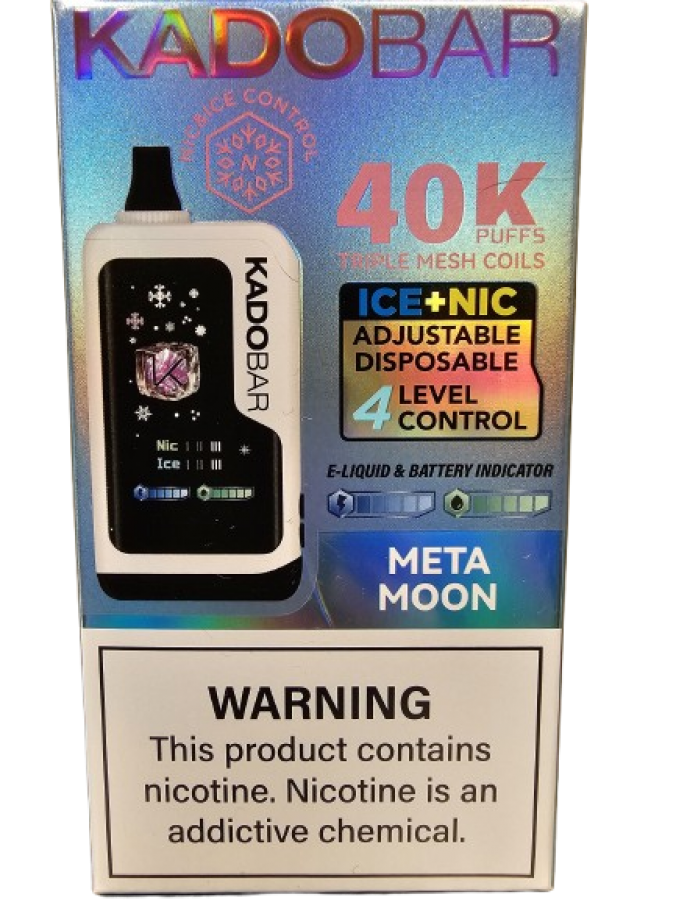 KADOBAR
NIC&ICE CONTROL
N
40K
PUFFS
TRIPLE MESH COILS
ICE+NIC
ADJUSTABLE
DISPOSABLE
4 LEVEL
CONTROL
KADOBAR
K
Nic
Ice
E-LIQUID & BATTERY INDICATOR
META
MOON
WARNING
This product contains
nicotine. Nicotine is an
addictive chemical.